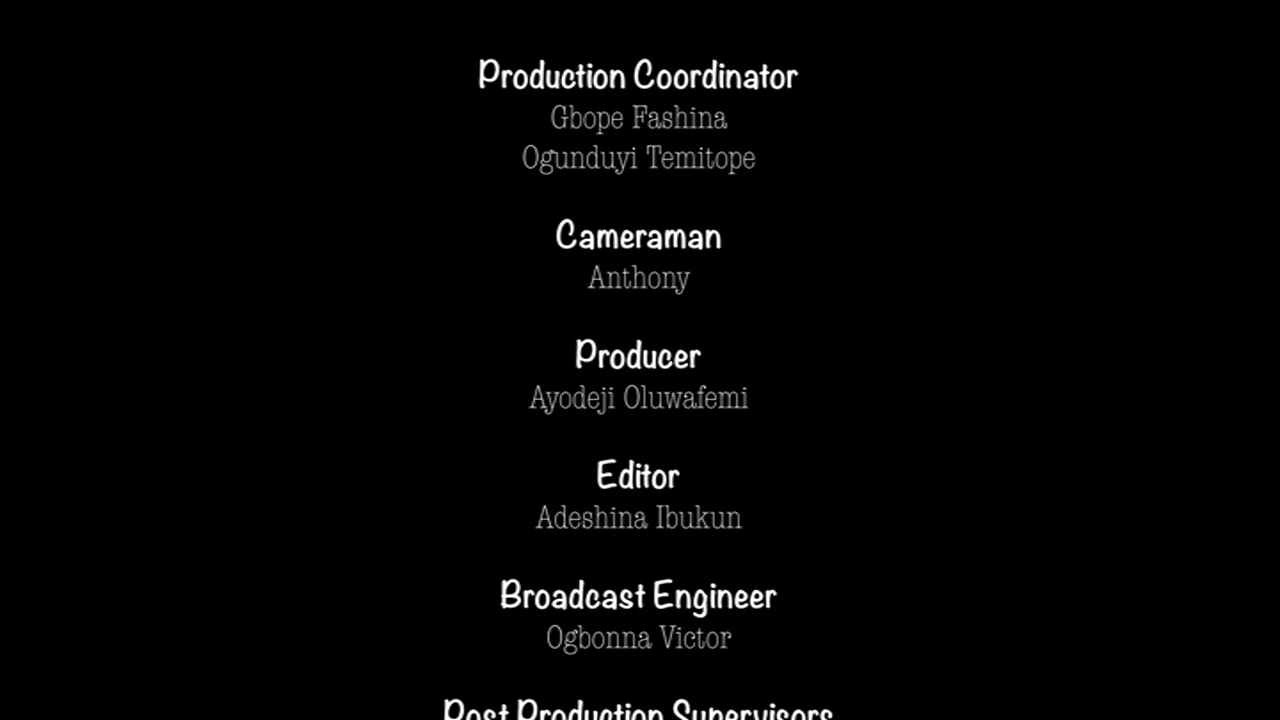 Production Coordinator
Gbope Fashina
Ogunduyi Temitope
Cameraman
Anthony
Producer
Ayodeji Oluwafemi
Editor
Adeshina Ibukun
Broadcast Engineer
Ogbonna Victor
Post Production Supervisors